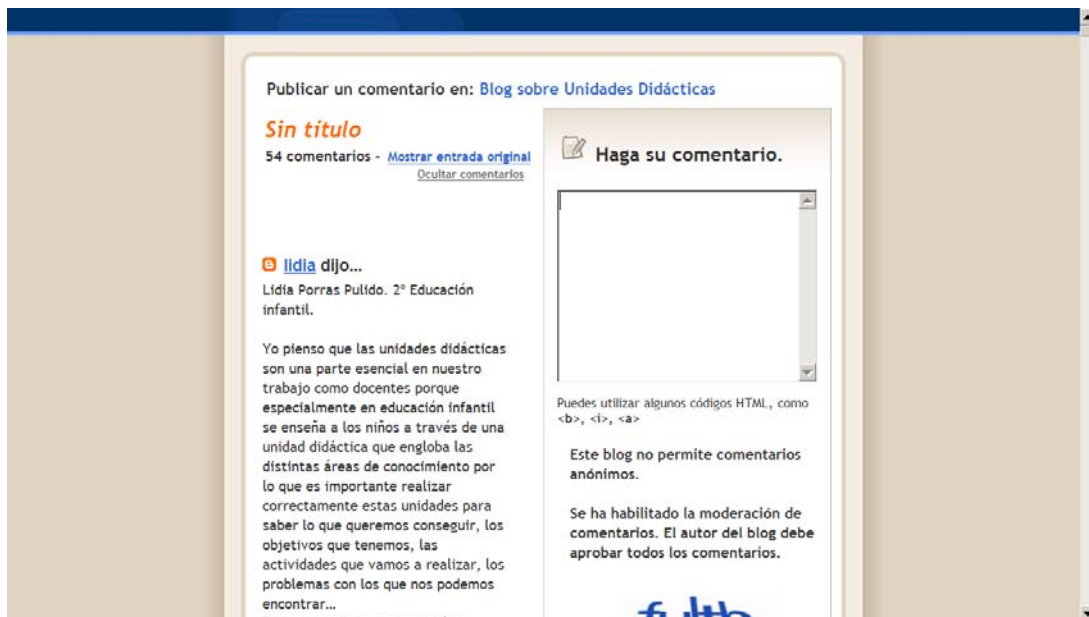 Publicar un comentario en: Blog sobre Unidades Didácticas
Sin título
54 comentarios - Mostrar entrada original
Ocultar comentarios
lidia dijo...
Lidia Porras Pulido. 2º Educación
infantil.
Yo pienso que las unidades didácticas
son una parte esencial en nuestro
trabajo como docentes porque
especialmente en educación infantil
se enseña a los niños a través de una
unidad didáctica que engloba las
distintas áreas de conocimiento por
lo que es importante realizar
correctamente estas unidades para
saber lo que queremos conseguir, los
objetivos que tenemos, las
actividades que vamos a realizar, los
problemas con los que nos podemos
encontrar...
Haga su comentario.
Puedes utilizar algunos códigos HTML, como
<b>, <i>, <a>
Este blog no permite comentarios
anónimos.
Se ha habilitado la moderación de
comentarios. El autor del blog debe
aprobar todos los comentarios.